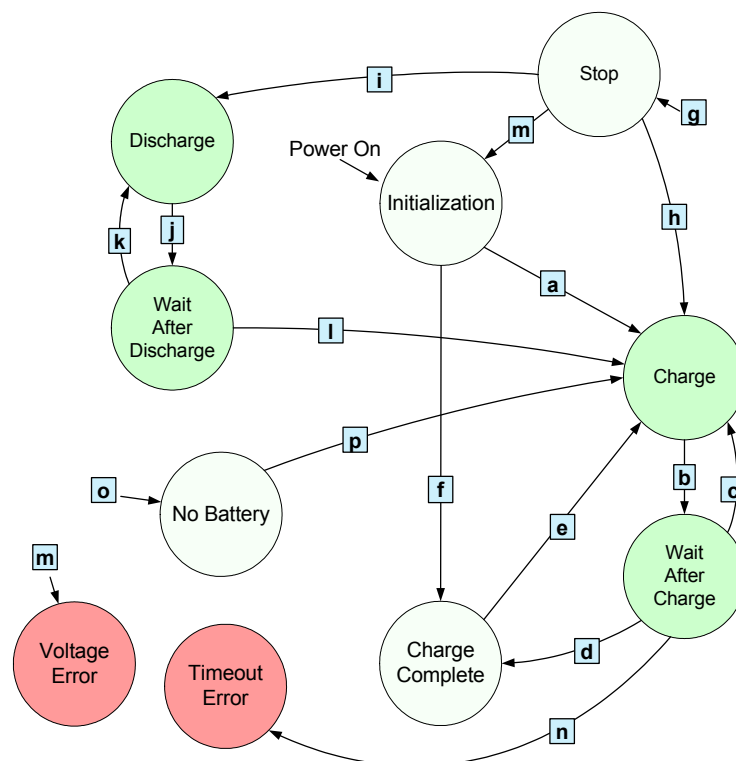 Stop
i
g
m
Discharge
Power On
Initialization
h
k
j
a
Wait
After
Discharge
l
Charge
p
b
c
f
o
No Battery
e
m
Wait
After
Charge
Voltage
Error
Timeout
Error
Charge
Complete
d
n